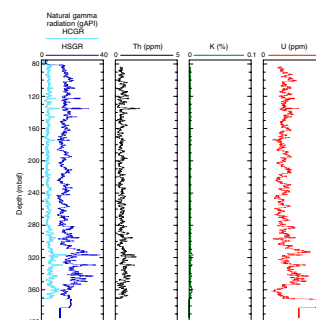 Natural gamma
radiation (gAPI)
HCGR
HSGR Th (ppm) K (%) U (ppm)
0 40 0 5 0 0.1 0
80
120
160
200
240
280
320
360
Depth (mbsf)